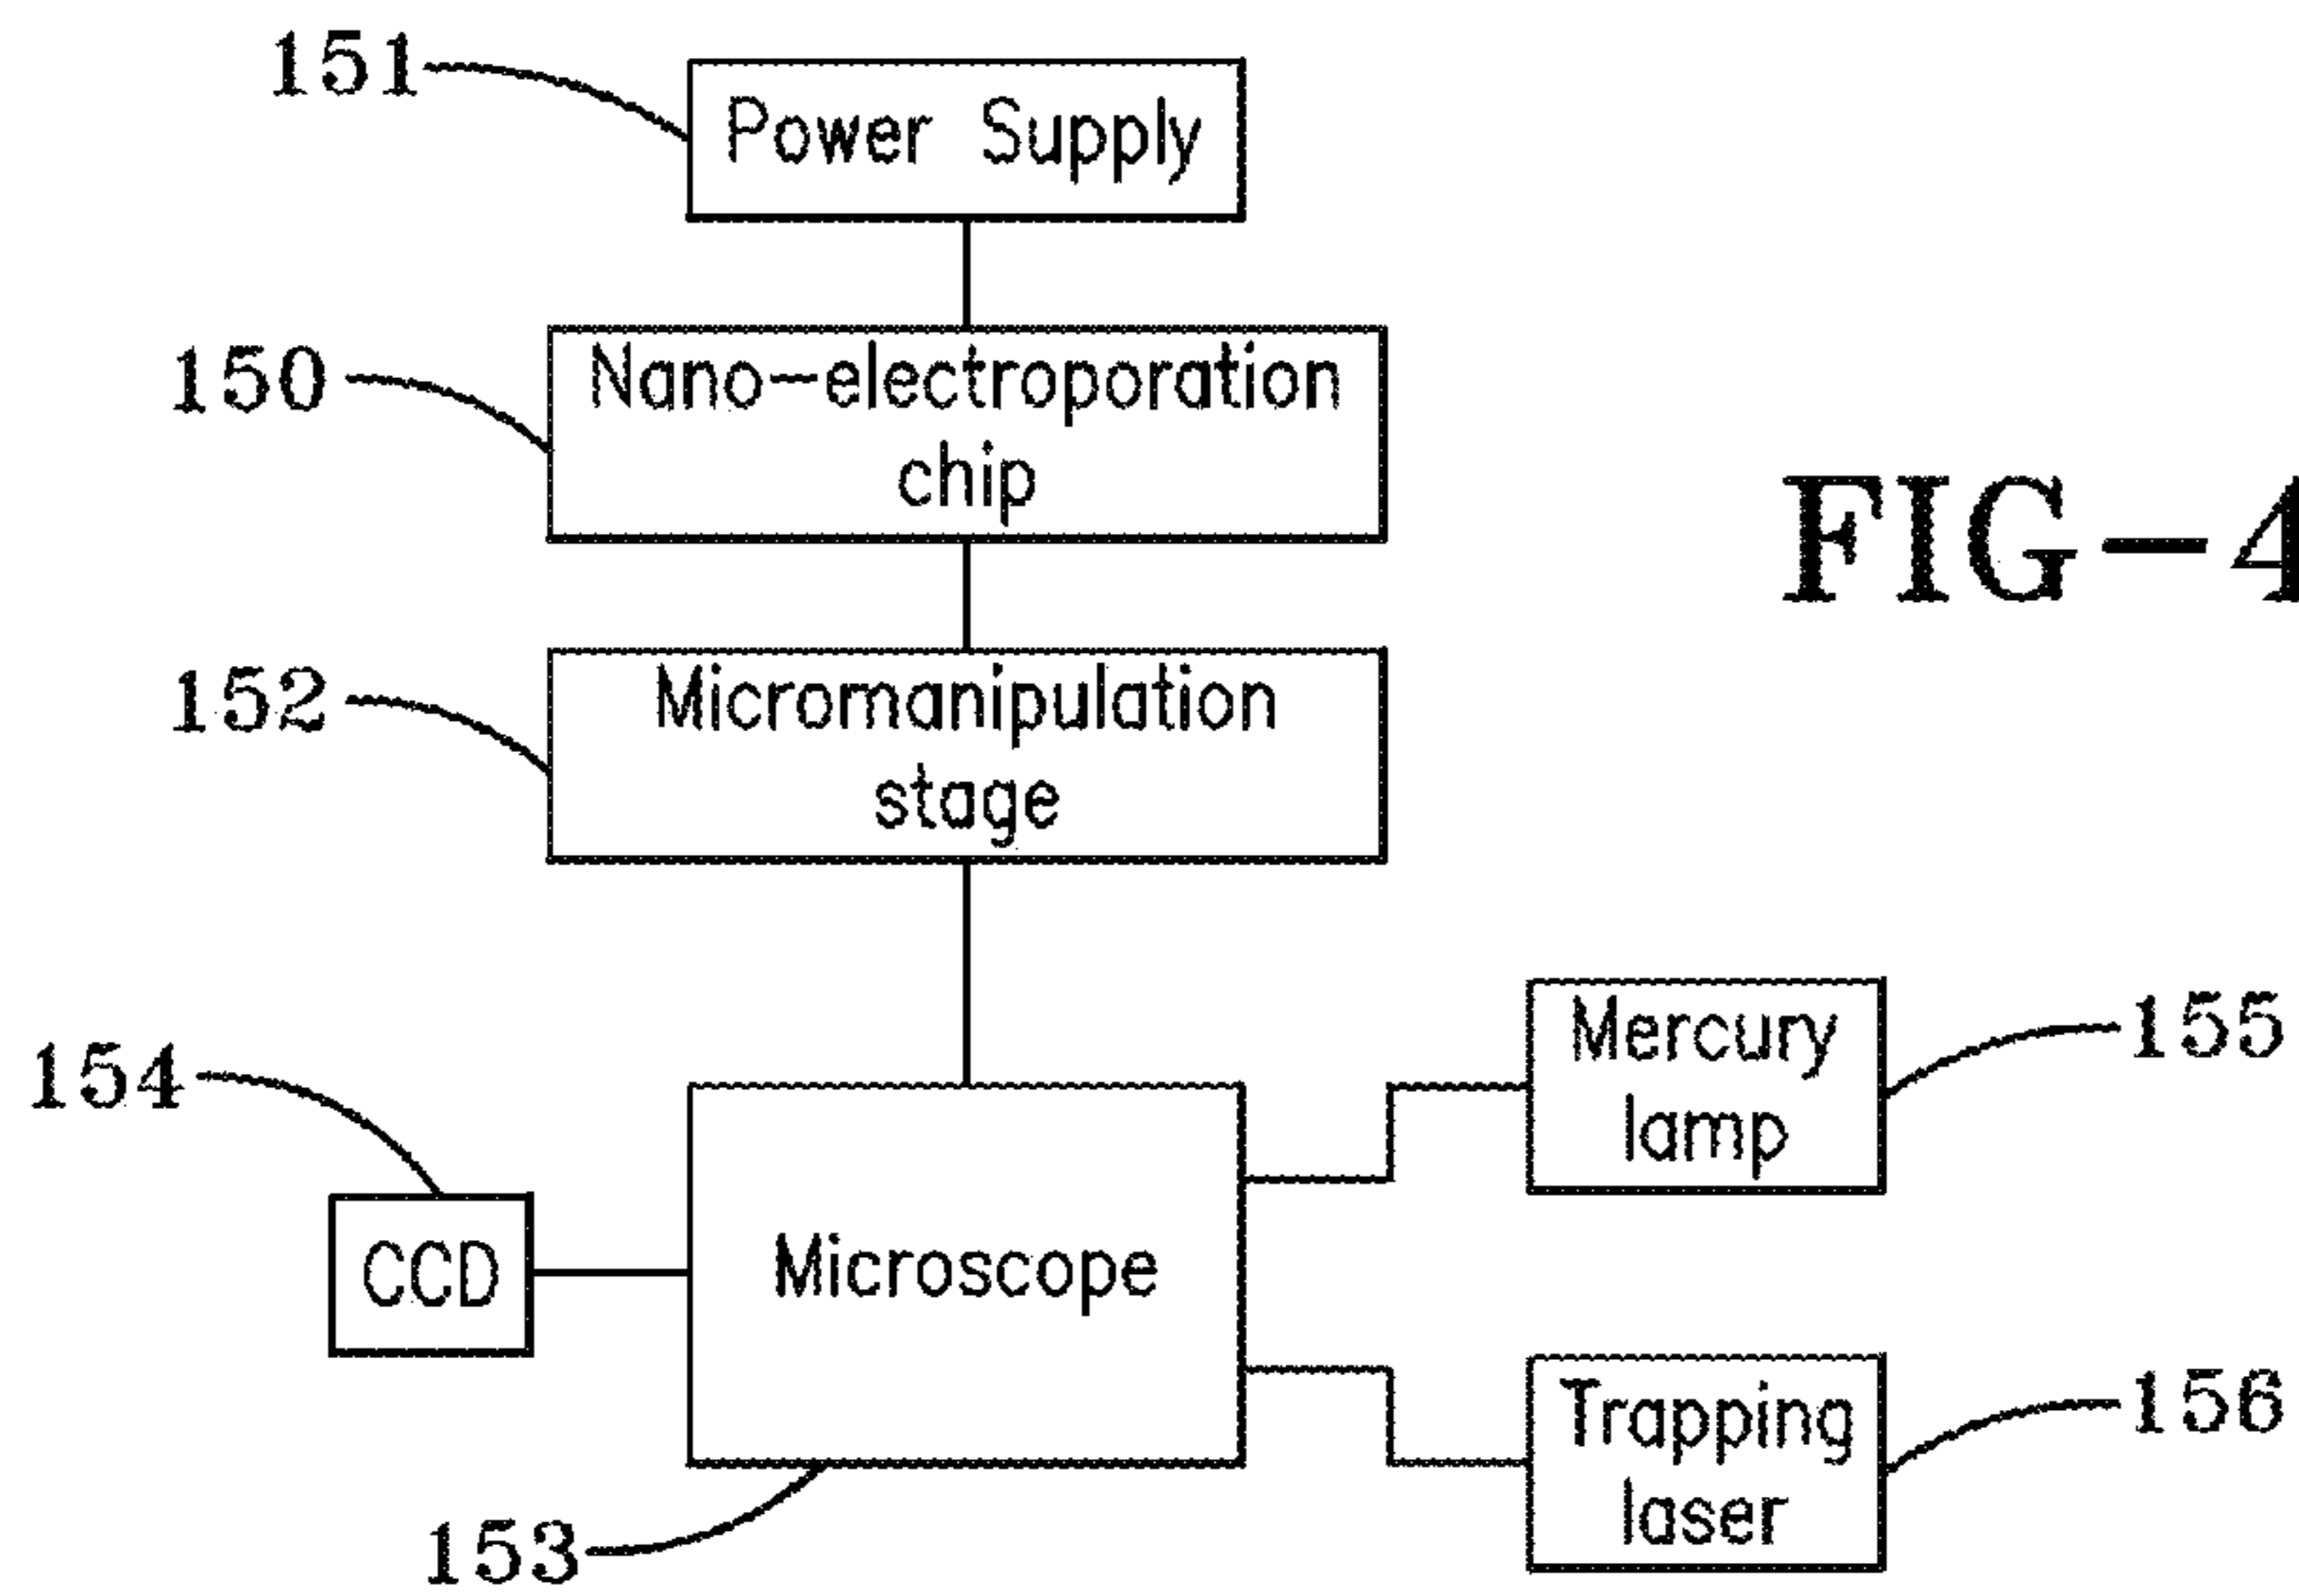 151
Power Supply
150
Nano-electroporation
chip
FIG-4
152
Micromanipulation
stage
154
CCD
Microscope
153
Mercury
lamp
155
Trapping
laser
156